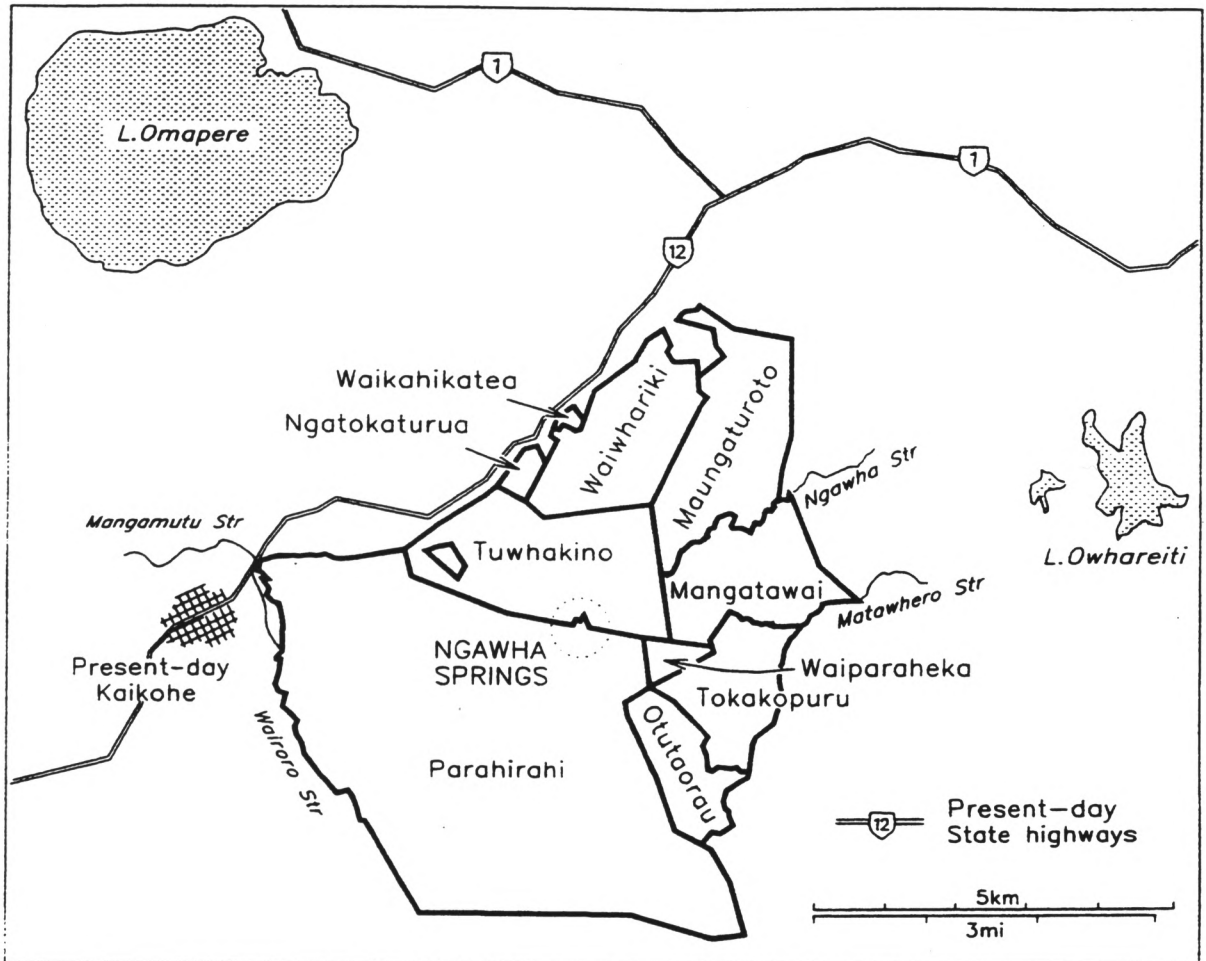 1
L.Omapere
1
12
Waikahikatea
Ngatokaturua
Waiwhariki
Maungaturoto
Ngawha Str
Mangamutu Str
Tuwhakino
L.Owhareiti
Mangatawai
Matawhero Str
NGAWHA
SPRINGS
Present-day
Kaikohe
Waiparaheka
Tokakopuru
Wairoro Str
Otutaorau
Parahirahi
12
Present-day
State highways
5km
3mi